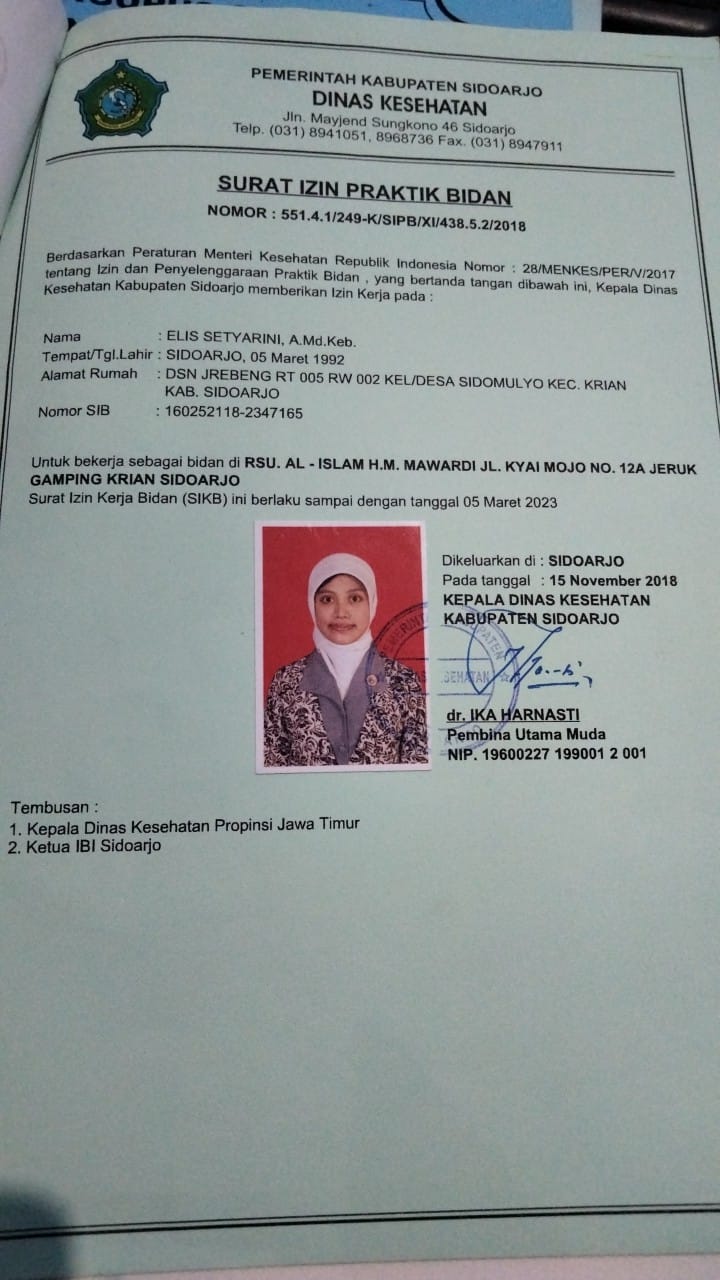 PEMERINTAH KABUPATEN SIDOARJO
DINAS KESEHATAN
Jln. Mayjend Sungkono 46 Sidoarjo
Telp. (031) 8941051, 8968736 Fax. (031) 8947911
SURAT IZIN PRAKTIK BIDAN
NOMOR : 551.4.1/249-K/SIPB/XI/438.5.2/2018
Berdasarkan Peraturan Menteri Kesehatan Republik Indonesia Nomor : 28/MENKES/PER/V/2017
tentang Izin dan Penyelenggaraan Praktik Bidan , yang bertanda tangan dibawah ini, Kepala Dinas
Kesehatan Kabupaten Sidoarjo memberikan Izin Kerja pada :
Nama : ELIS SETYARINI, A.Md.Keb.
Tempat/Tgl.Lahir : SIDOARJO, 05 Maret 1992
Alamat Rumah : DSN JREBENG RT 005 RW 002 KEL/DESA SIDOMULYO KEC. KRIAN
KAB. SIDOARJO
Nomor SIB : 160252118-2347165
Untuk bekerja sebagai bidan di RSU. AL - ISLAM H.M. MAWARDI JL. KYAI MOJO NO. 12A JERUK
GAMPING KRIAN SIDOARJO
Surat Izin Kerja Bidan (SIKB) ini berlaku sampai dengan tanggal 05 Maret 2023
Dikeluarkan di : SIDOARJO
Pada tanggal : 15 November 2018
KEPALA DINAS KESEHATAN
KABUPATEN SIDOARJO
dr. IKA HARNASTI
Pembina Utama Muda
NIP. 19600227 199001 2 001
Tembusan :
1. Kepala Dinas Kesehatan Propinsi Jawa Timur
2. Ketua IBI Sidoarjo